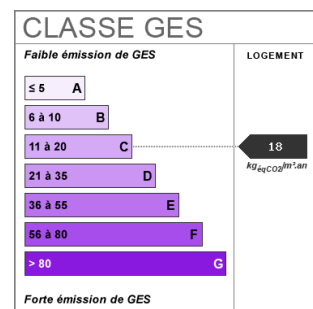 CLASSE GES
Faible émission de GES
LOGEMENT
≤ 5 A
6 à 10 B
11 à 20 C
18
kgéqCO2/m².an
21 à 35 D
36 à 55 E
56 à 80 F
> 80 G
Forte émission de GES